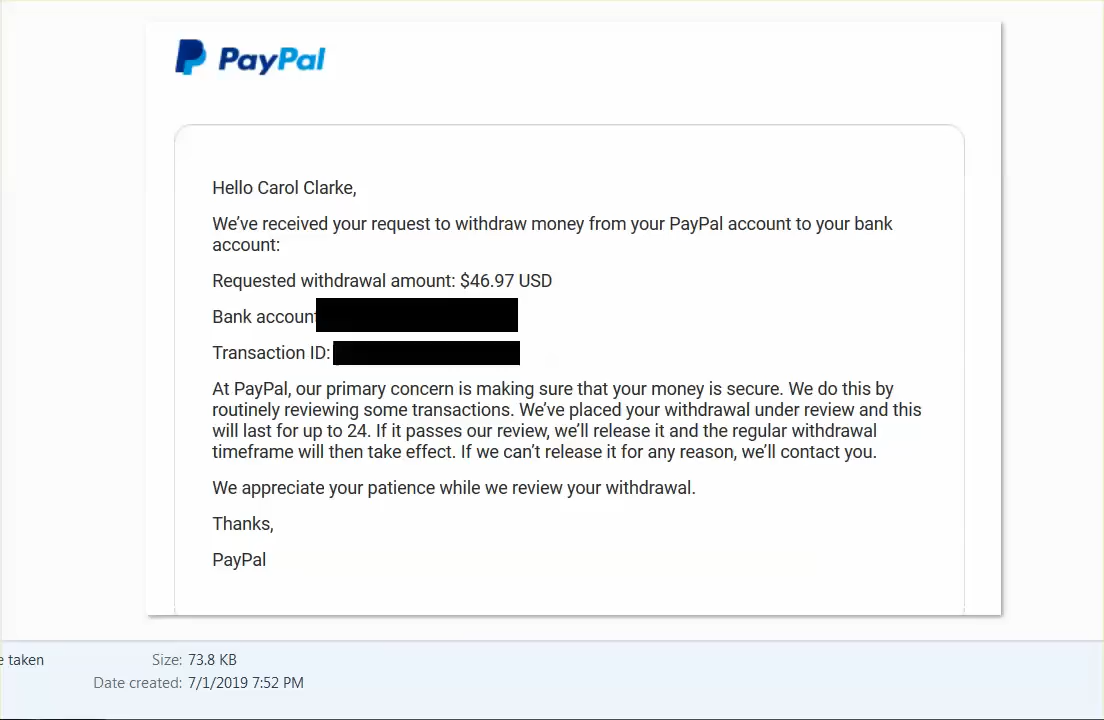 PayPal
Hello Carol Clarke,
We’ve received your request to withdraw money from your PayPal account to your bank
account:
Requested withdrawal amount: $46.97 USD
Bank account
Transaction ID:
At PayPal, our primary concern is making sure that your money is secure. We do this by
routinely reviewing some transactions. We’ve placed your withdrawal under review and this
will last for up to 24. If it passes our review, we’ll release it and the regular withdrawal
timeframe will then take effect. If we can’t release it for any reason, we’ll contact you.
We appreciate your patience while we review your withdrawal.
Thanks,
PayPal
e taken Size: 73.8 KB
Date created: 7/1/2019 7:52 PM